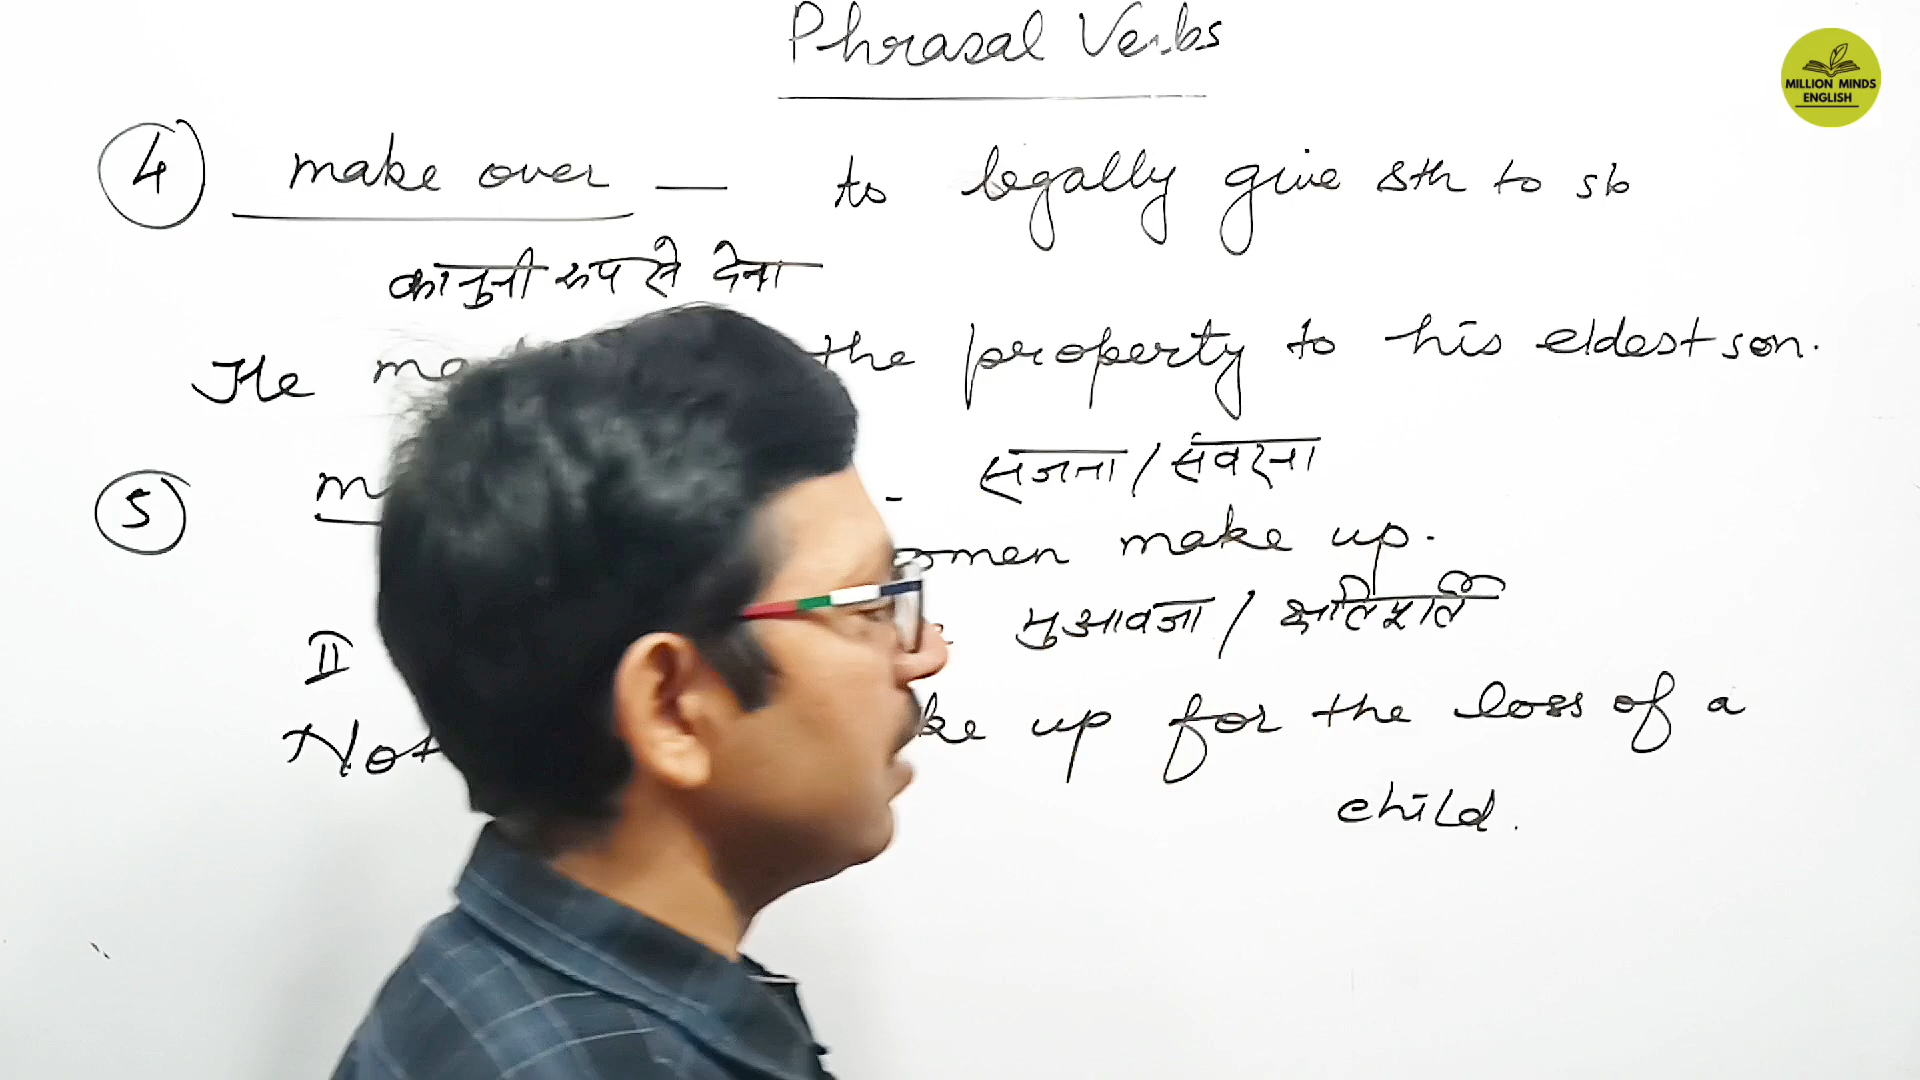 Phrasal Verbs
MILLION MINDS
ENGLISH
4 make over — to legally give sth to sb
कानुनी रुप से देना
He the property to his eldest son.
5 - सजना / संवरना
women make up.
II मुआवजा / क्षतिपूर्ति
up for the loss of a
child.